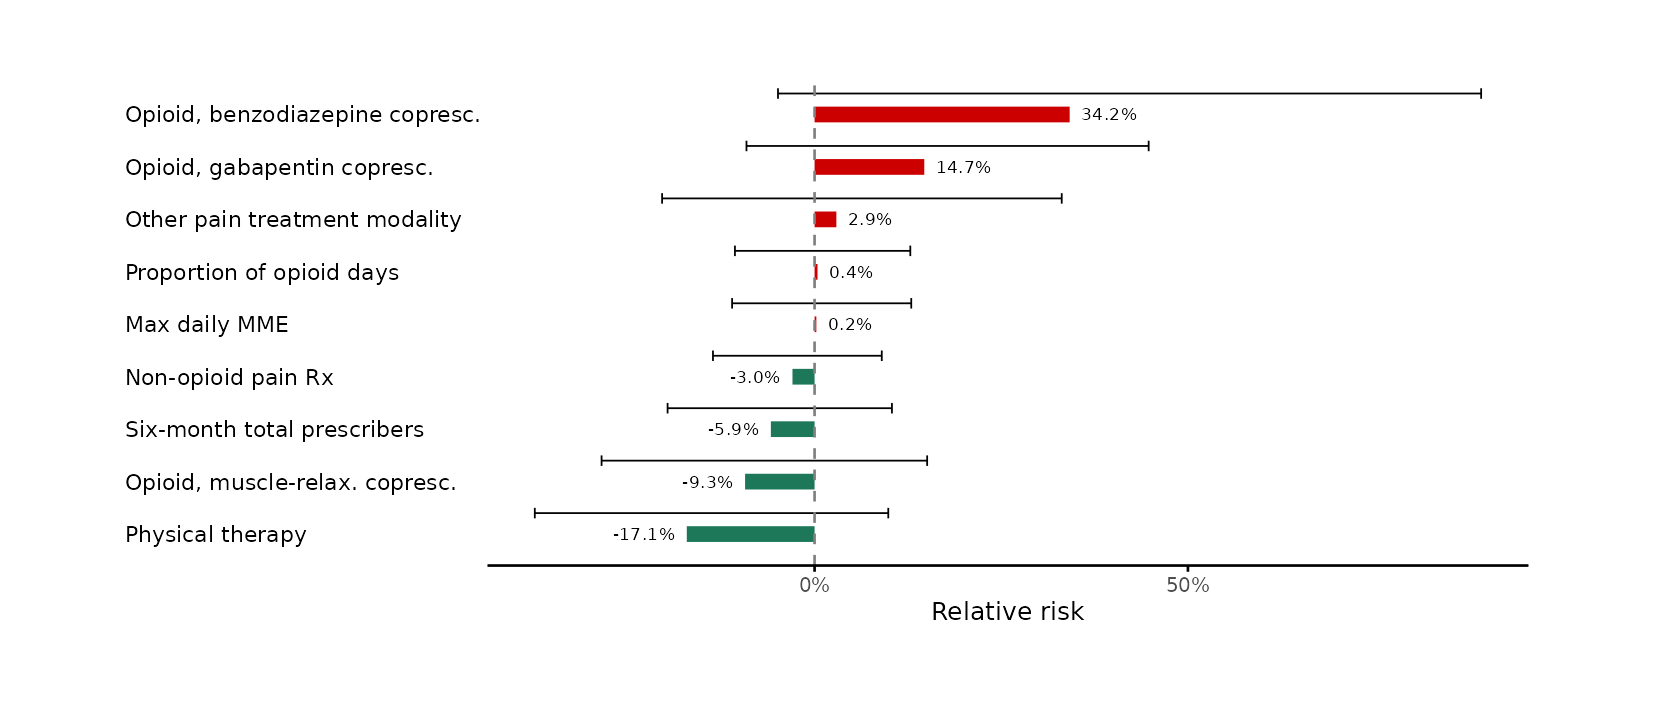 Opioid, benzodiazepine copresc.
34.2%
Opioid, gabapentin copresc.
14.7%
Other pain treatment modality
2.9%
Proportion of opioid days
0.4%
Max daily MME
0.2%
Non-opioid pain Rx
-3.0%
Six-month total prescribers
-5.9%
Opioid, muscle-relax. copresc.
-9.3%
Physical therapy
-17.1%
0%
50%
Relative risk